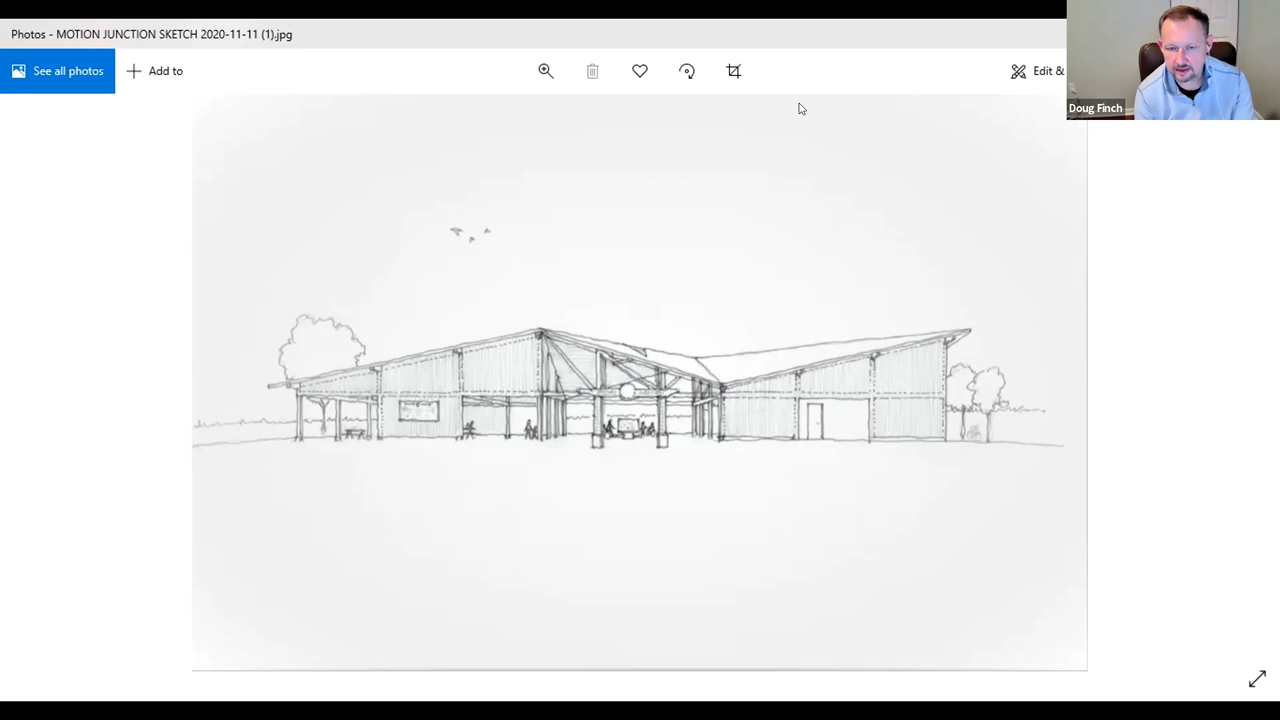 Photos - MOTION JUNCTION SKETCH 2020-11-11 (1).jpg
See all photos
Add to
Edit &
Doug Finch